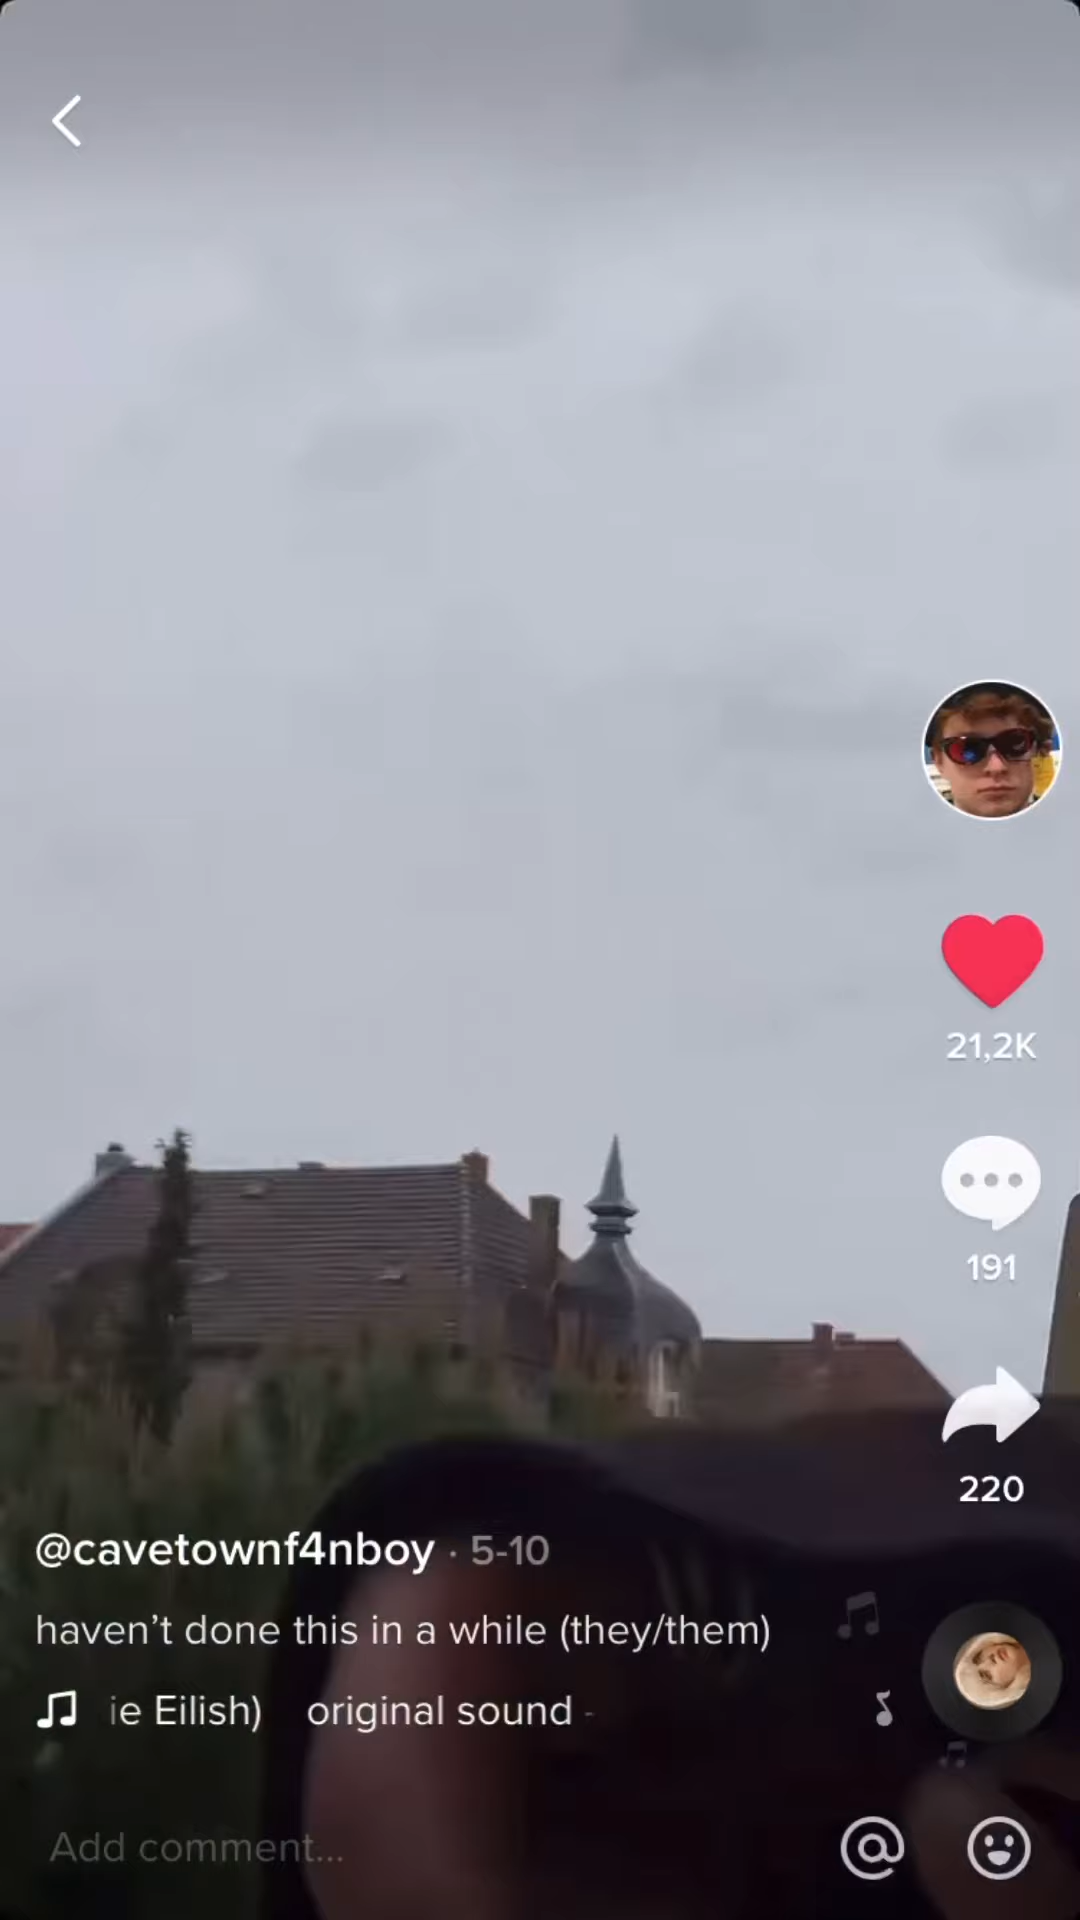 21,2K
191
220
@cavetownf4nboy · 5-10
haven’t done this in a while (they/them)
ie Eilish) original sound -
Add comment...